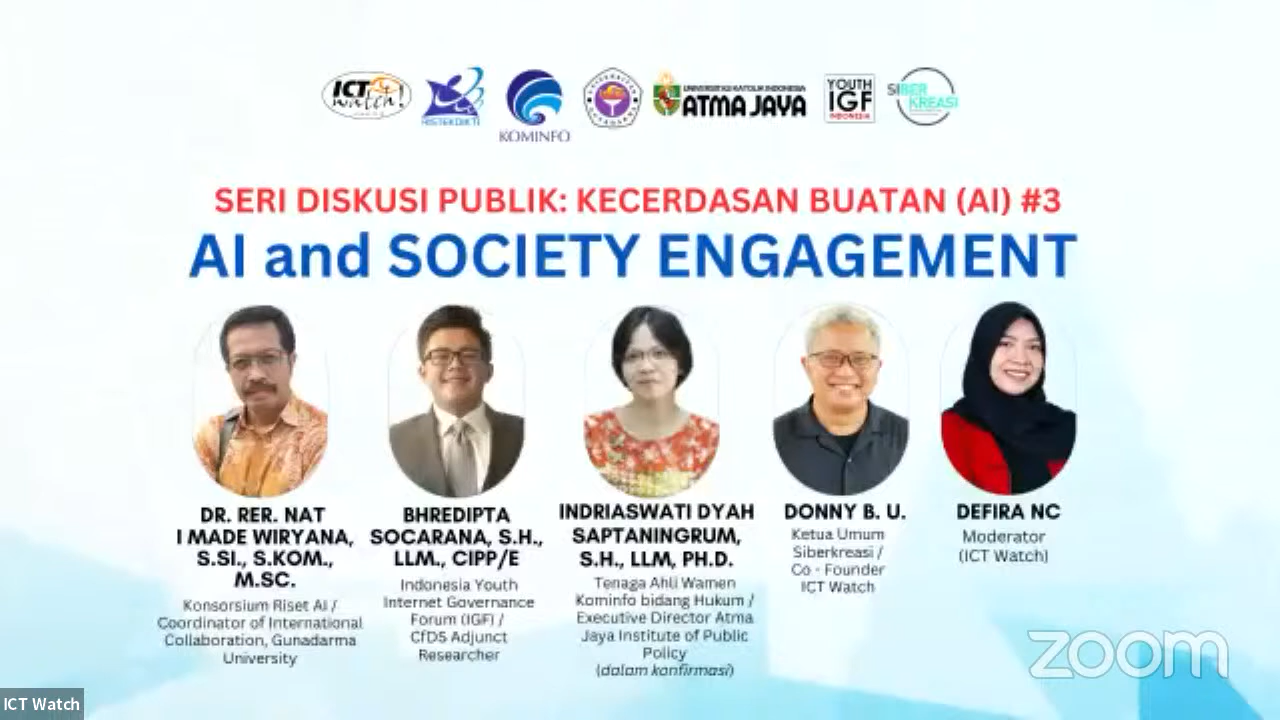 ICT
watch!
RISTEKDIKTI
KOMINFO
UNIVERSITAS KATOLIK INDONESIA
ATMA JAYA
YOUTH
IGF
INDONESIA
SIBER
KREASI
SERI DISKUSI PUBLIK: KECERDASAN BUATAN (AI) #3
AI and SOCIETY ENGAGEMENT
DR. RER. NAT
I MADE WIRYANA,
S.SI., S.KOM.,
M.SC.
Konsorsium Riset AI /
Coordinator of International
Collaboration, Gunadarma
University
BHREDIPTA
SOCARANA, S.H.,
LLM., CIPP/E
Indonesia Youth
Internet Governance
Forum (IGF) /
CfDS Adjunct
Researcher
INDRIASWATI DYAH
SAPTANINGRUM,
S.H., LLM, PH.D.
Tenaga Ahli Wamen
Kominfo bidang Hukum /
Executive Director Atma
Jaya Institute of Public
Policy
(dalam konfirmasi)
DONNY B. U.
Ketua Umum
Siberkreasi /
Co - Founder
ICT Watch
DEFIRA NC
Moderator
(ICT Watch)
zoom
ICT Watch